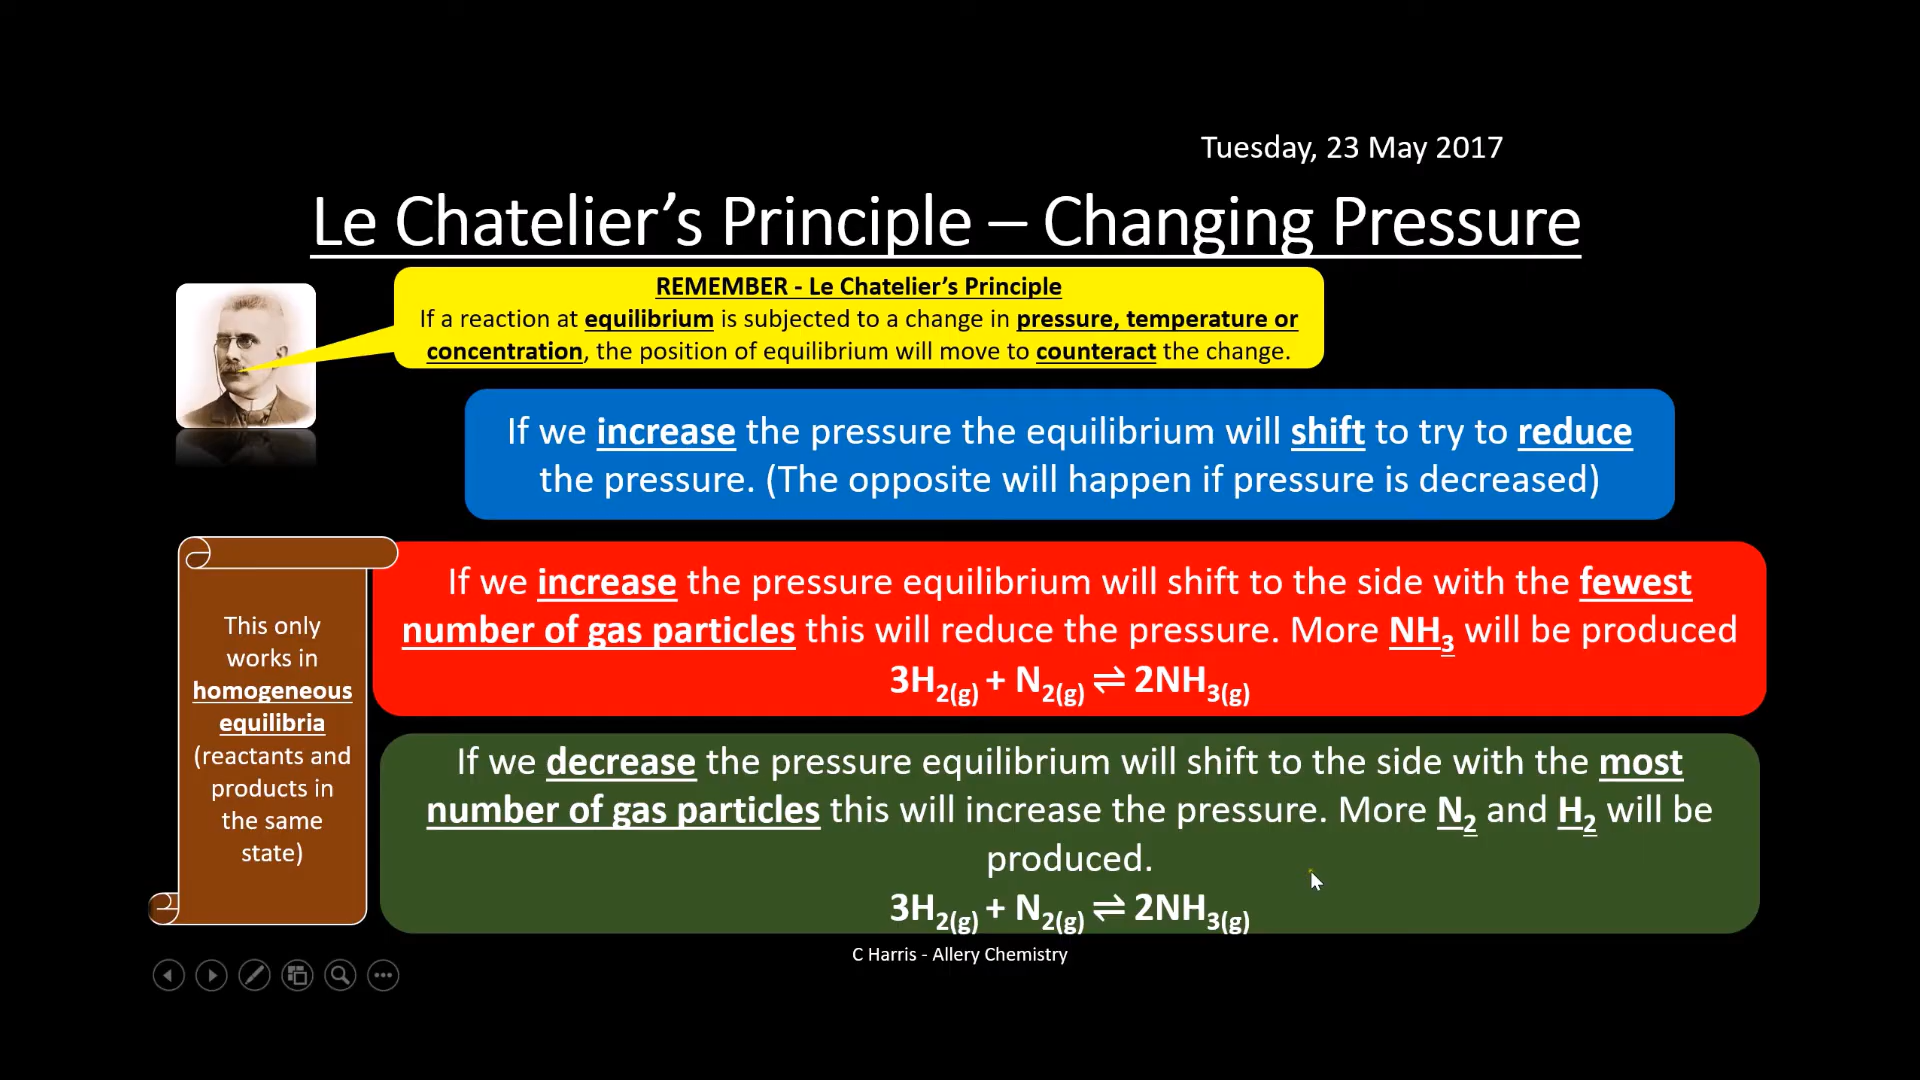 Tuesday, 23 May 2017
Le Chatelier’s Principle – Changing Pressure
REMEMBER - Le Chatelier’s Principle
If a reaction at equilibrium is subjected to a change in pressure, temperature or
concentration, the position of equilibrium will move to counteract the change.
If we increase the pressure the equilibrium will shift to try to reduce
the pressure. (The opposite will happen if pressure is decreased)
This only
works in
homogeneous
equilibria
(reactants and
products in
the same
state)
If we increase the pressure equilibrium will shift to the side with the fewest
number of gas particles this will reduce the pressure. More NH₃ will be produced
3H₂(g) + N₂(g) ⇌ 2NH₃(g)
If we decrease the pressure equilibrium will shift to the side with the most
number of gas particles this will increase the pressure. More N₂ and H₂ will be
produced.
3H₂(g) + N₂(g) ⇌ 2NH₃(g)
C Harris - Allery Chemistry